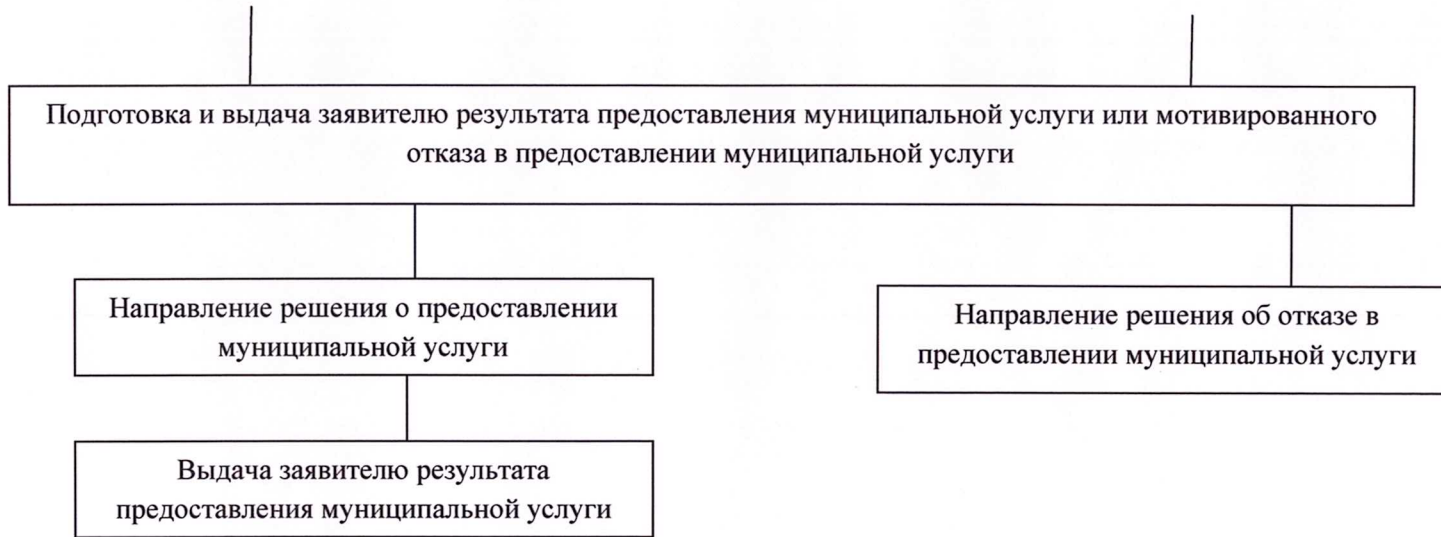 Подготовка и выдача заявителю результата предоставления муниципальной услуги или мотивированного
отказа в предоставлении муниципальной услуги
Направление решения о предоставлении
муниципальной услуги
Направление решения об отказе в
предоставлении муниципальной услуги
Выдача заявителю результата
предоставления муниципальной услуги